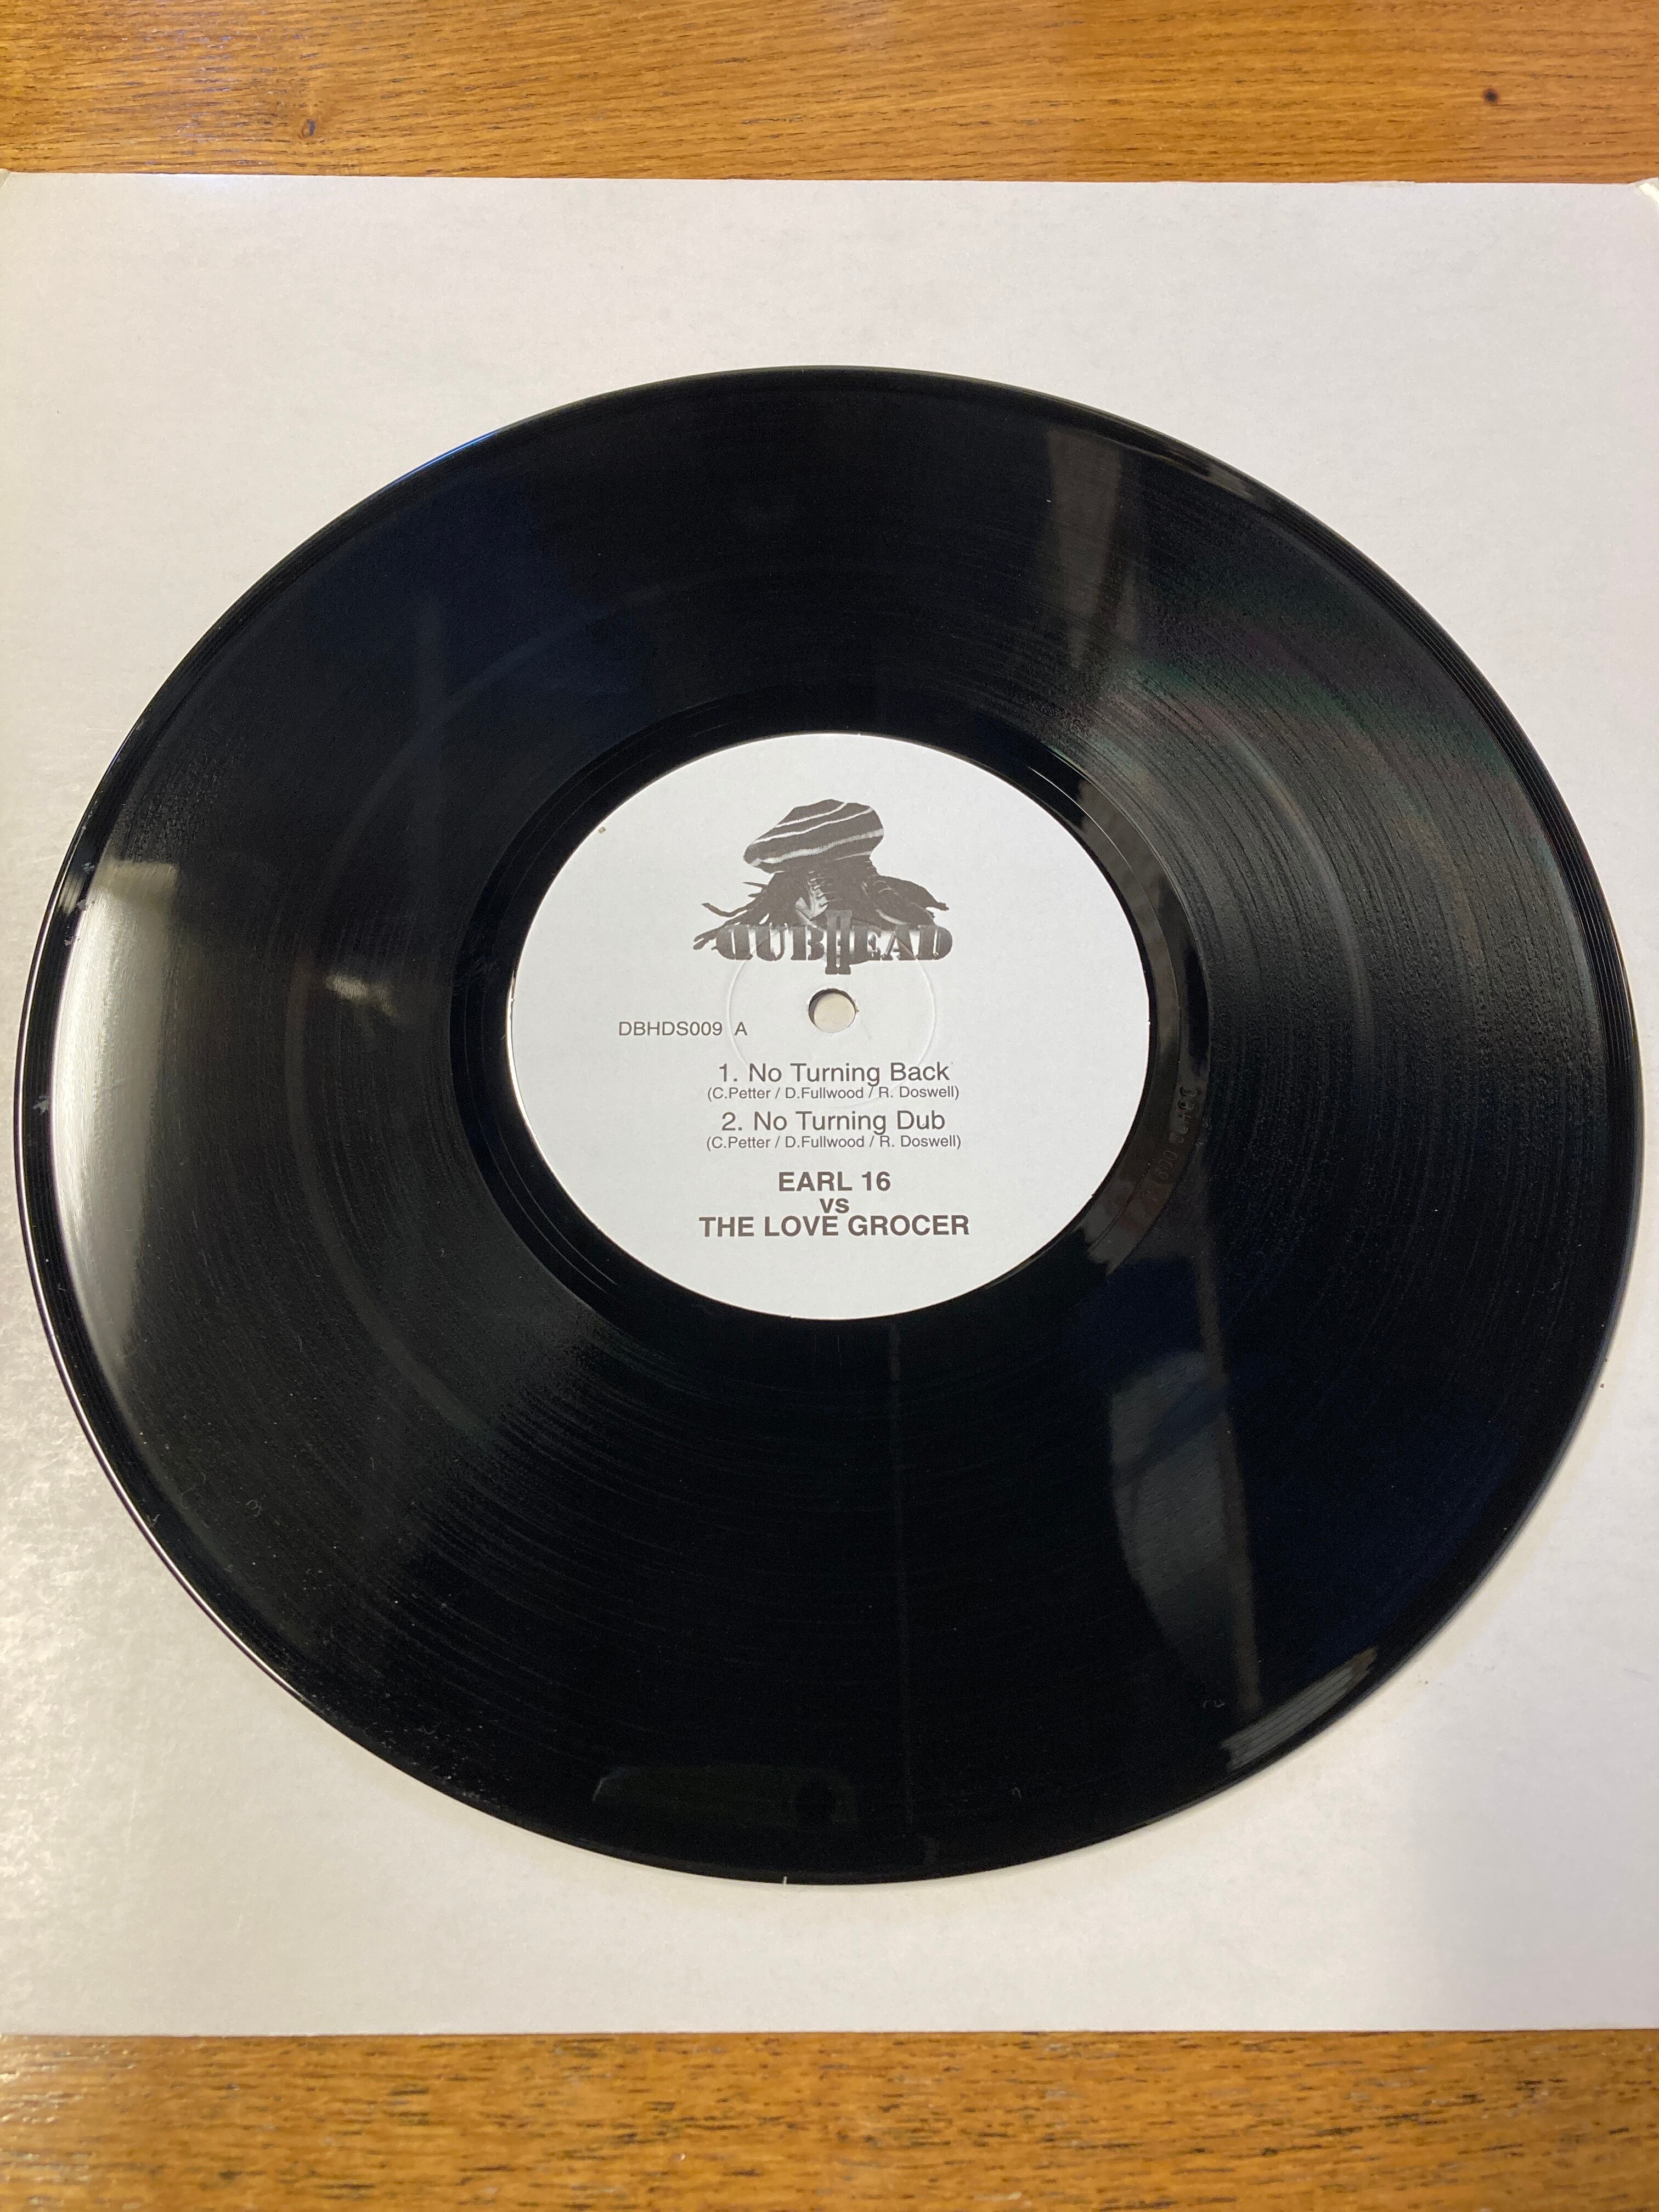 DUBHEAD
DBHDS009 A
1. No Turning Back
(C.Petter / D.Fullwood / R. Doswell)
2. No Turning Dub
(C.Petter / D.Fullwood / R. Doswell)
EARL 16
vs
THE LOVE GROCER